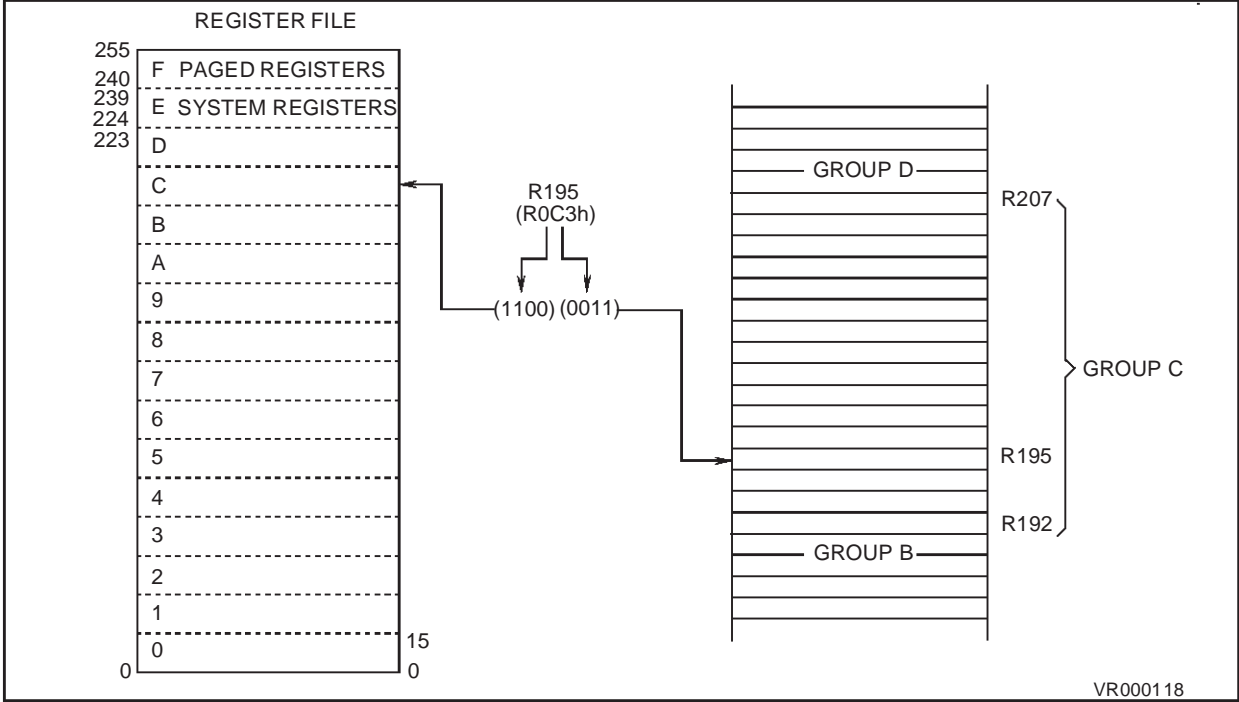 REGISTER FILE
255
F PAGED REGISTERS
240
239
E SYSTEM REGISTERS
224
223
D
C
B
A
9
8
7
6
5
4
3
2
1
0
15
0
0
R195
(R0C3h)
(1100) (0011)
GROUP D
R207
GROUP C
R195
R192
GROUP B
VR000118